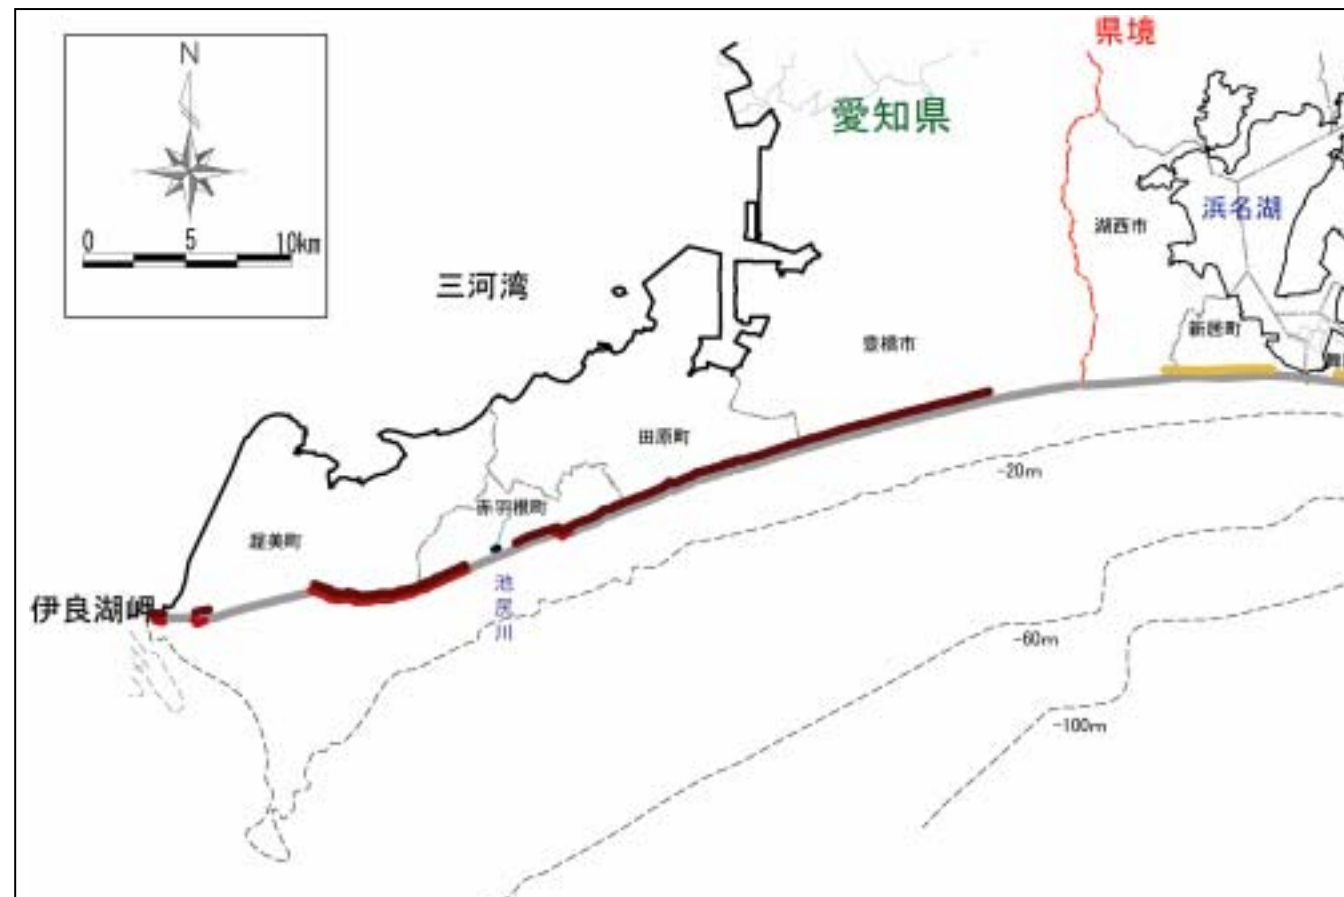 県境
N
愛知県
0 5 10km
浜名湖
湖西市
三河湾
新居町
豊橋市
田原町
-20m
赤羽根町
渥美町
池尻川
伊良湖岬
-60m
-100m